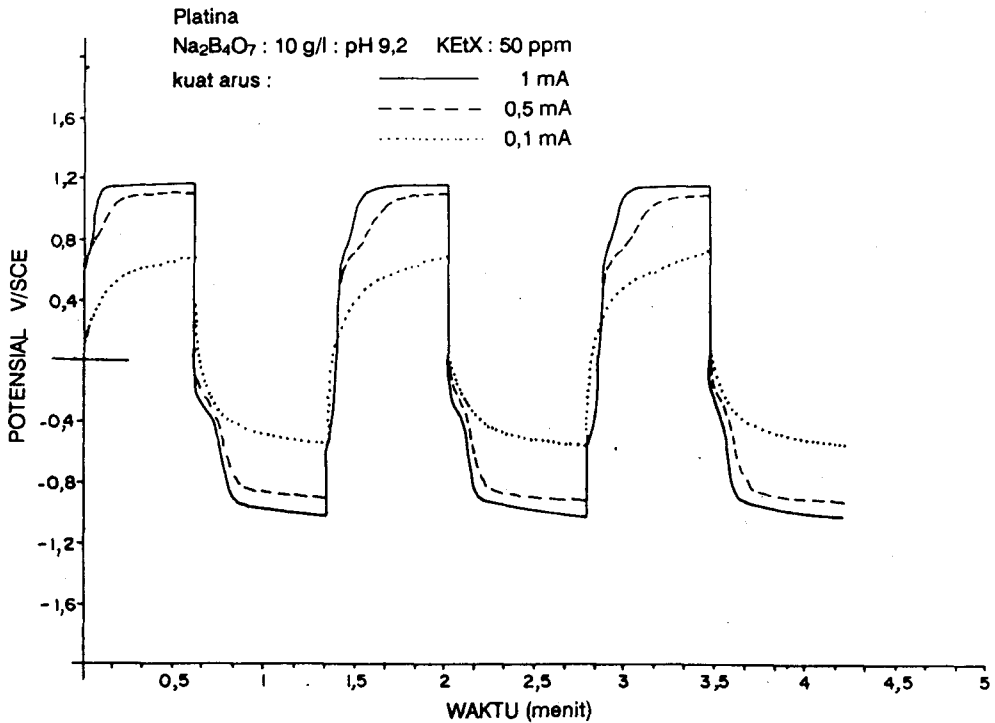 Platina
Na₂B₄O₇ : 10 g/l : pH 9,2 KEtX : 50 ppm
kuat arus : 1 mA
0,5 mA
0,1 mA
1,6
1,2
0,8
0,4
-0,4
-0,8
-1,2
-1,6
POTENSIAL V/SCE
0,5 1 1,5 2 2,5 3 3,5 4 4,5 5
WAKTU (menit)